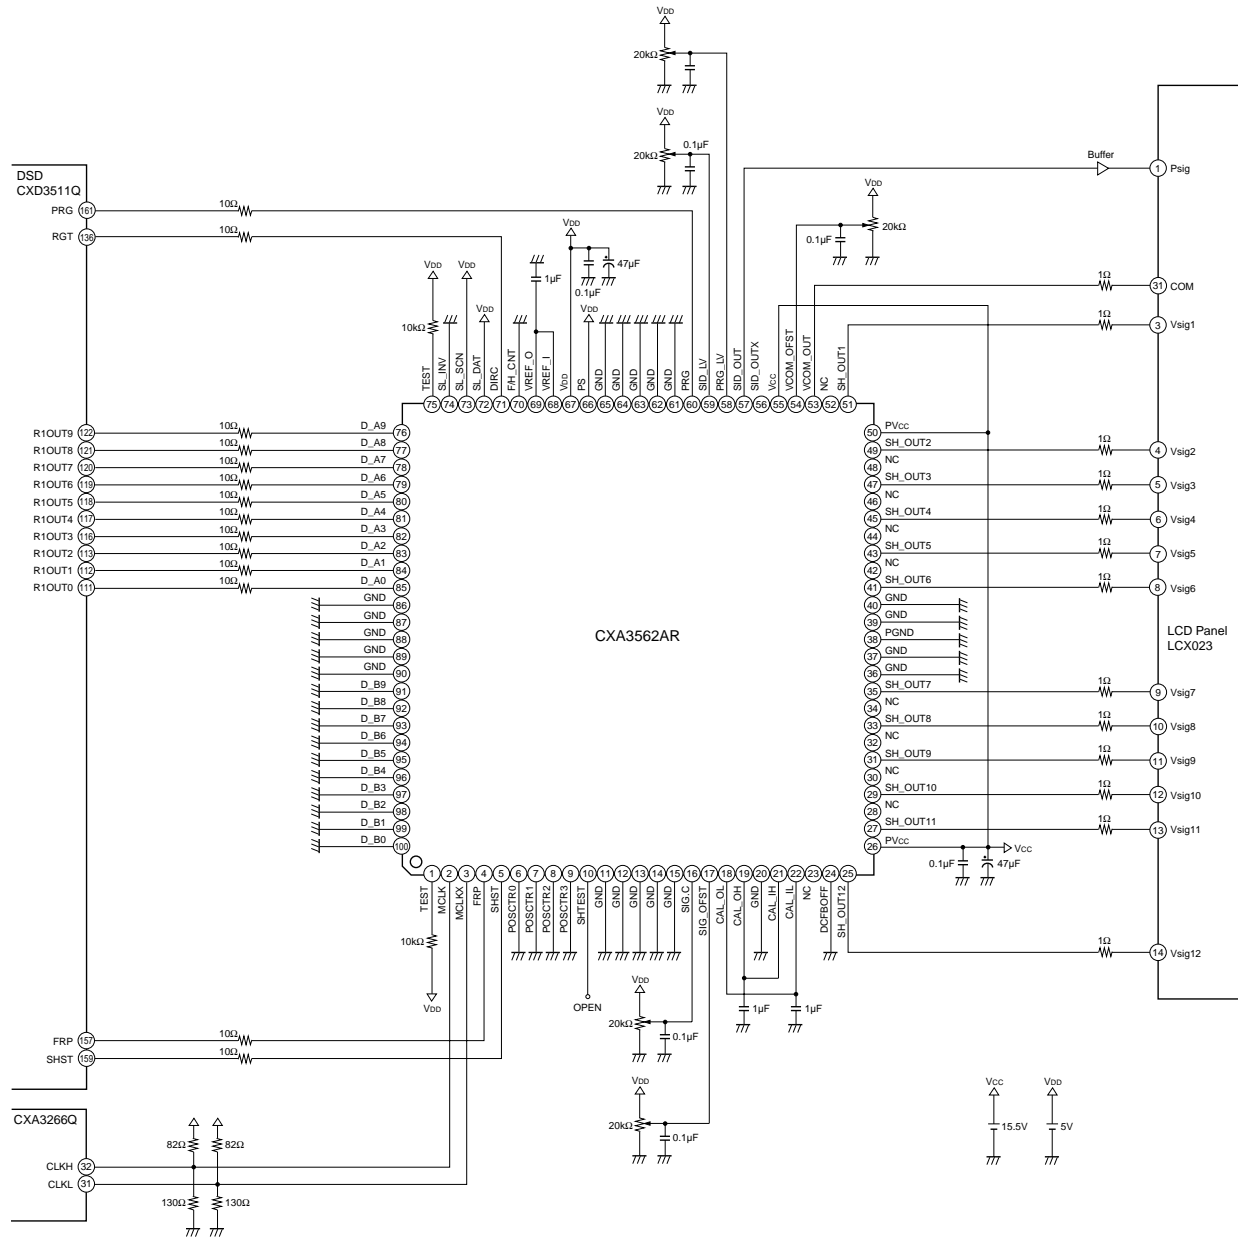 VDD
20kΩ
VDD
20kΩ
0.1µF
Buffer
1
Psig
DSD
CXD3511Q
PRG
161
10Ω
RGT
136
10Ω
VDD
0.1µF
20kΩ
VDD
0.1µF
47µF
1µF
VDD
VDD
VDD
VDD
10kΩ
1Ω
31
COM
1Ω
3
Vsig1
TEST
SL_INV
SL_SCN
SL_DAT
DIRC
F/H_CNT
VREF_O
VREF_I
VDD
PS
GND
GND
GND
GND
GND
PRG
SID_LV
PRG_LV
SID_OUT
SID_OUTX
VCC
VCOM_OFST
VCOM_OUT
NC
SH_OUT1
75 74 73 72 71 70 69 68 67 66 65 64 63 62 61 60 59 58 57 56 55 54 53 52 51
R1OUT9 122 10Ω D_A9 76
R1OUT8 121 10Ω D_A8 77
R1OUT7 120 10Ω D_A7 78
R1OUT6 119 10Ω D_A6 79
R1OUT5 118 10Ω D_A5 80
R1OUT4 117 10Ω D_A4 81
R1OUT3 116 10Ω D_A3 82
R1OUT2 113 10Ω D_A2 83
R1OUT1 112 10Ω D_A1 84
R1OUT0 111 10Ω D_A0 85
GND 86
GND 87
GND 88
GND 89
GND 90
D_B9 91
D_B8 92
D_B7 93
D_B6 94
D_B5 95
D_B4 96
D_B3 97
D_B2 98
D_B1 99
D_B0 100
CXA3562AR
50 PVCC
49 SH_OUT2 1Ω 4 Vsig2
48 NC
47 SH_OUT3 1Ω 5 Vsig3
46 NC
45 SH_OUT4 1Ω 6 Vsig4
44 NC
43 SH_OUT5 1Ω 7 Vsig5
42 NC
41 SH_OUT6 1Ω 8 Vsig6
40 GND
39 GND
38 PGND
37 GND
36 GND
LCD Panel
LCX023
35 SH_OUT7 1Ω 9 Vsig7
34 NC
33 SH_OUT8 1Ω 10 Vsig8
32 NC
31 SH_OUT9 1Ω 11 Vsig9
30 NC
29 SH_OUT10 1Ω 12 Vsig10
28 NC
27 SH_OUT11 1Ω 13 Vsig11
26 PVCC
VCC
0.1µF
47µF
1 2 3 4 5 6 7 8 9 10 11 12 13 14 15 16 17 18 19 20 21 22 23 24 25
TEST
MCLK
MCLKX
FRP
SHST
POSCTR0
POSCTR1
POSCTR2
POSCTR3
SHTEST
GND
GND
GND
GND
GND
SIG.C
SIG_OFST
CAL_OL
CAL_OH
GND
CAL_IH
CAL_IL
NC
DCFBOFF
SH_OUT12
10kΩ
VDD
OPEN
1Ω
14
Vsig12
VDD
20kΩ
0.1µF
1µF
1µF
FRP
157
10Ω
SHST
159
10Ω
VDD
20kΩ
0.1µF
VCC
15.5V
VDD
5V
CXA3266Q
82Ω
82Ω
CLKH
32
CLKL
31
130Ω
130Ω